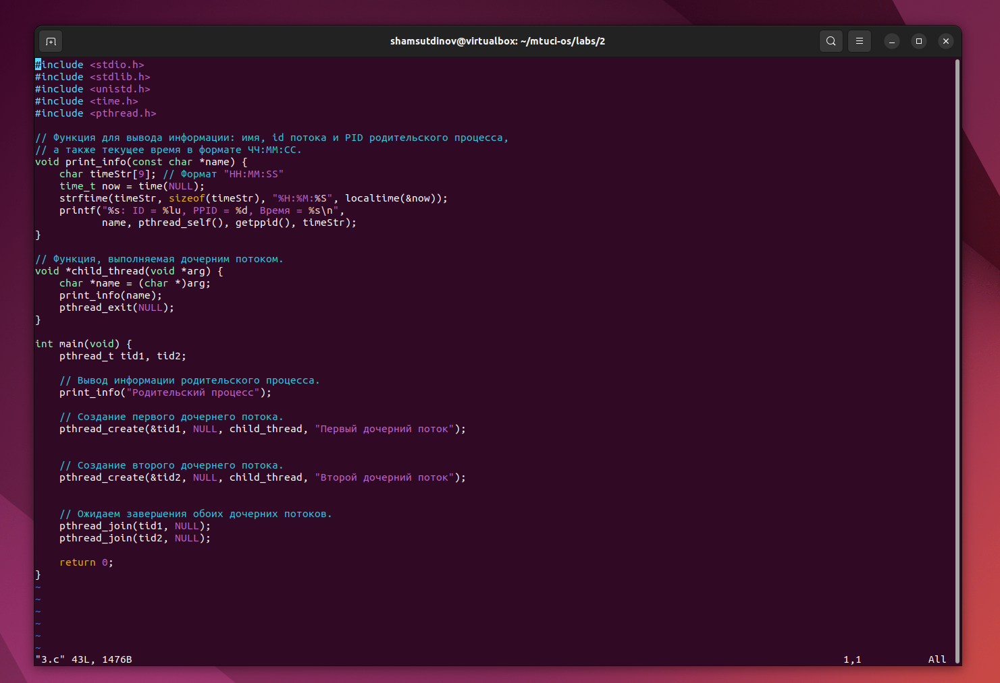 shamsutdinov@virtualbox: ~/mtuci-os/labs/2
#include <stdio.h>
#include <stdlib.h>
#include <unistd.h>
#include <time.h>
#include <pthread.h>
// Функция для вывода информации: имя, id потока и PID родительского процесса,
// а также текущее время в формате ЧЧ:ММ:СС.
void print_info(const char *name) {
    char timeStr[9]; // Формат "HH:MM:SS"
    time_t now = time(NULL);
    strftime(timeStr, sizeof(timeStr), "%H:%M:%S", localtime(&now));
    printf("%s: ID = %lu, PPID = %d, Время = %s\n",
           name, pthread_self(), getppid(), timeStr);
}
// Функция, выполняемая дочерним потоком.
void *child_thread(void *arg) {
    char *name = (char *)arg;
    print_info(name);
    pthread_exit(NULL);
}
int main(void) {
    pthread_t tid1, tid2;
    // Вывод информации родительского процесса.
    print_info("Родительский процесс");
    // Создание первого дочернего потока.
    pthread_create(&tid1, NULL, child_thread, "Первый дочерний поток");
    // Создание второго дочернего потока.
    pthread_create(&tid2, NULL, child_thread, "Второй дочерний поток");
    // Ожидаем завершения обоих дочерних потоков.
    pthread_join(tid1, NULL);
    pthread_join(tid2, NULL);
    return 0;
}
~
~
~
~
~
~
"3.c" 43L, 1476B 1,1 All